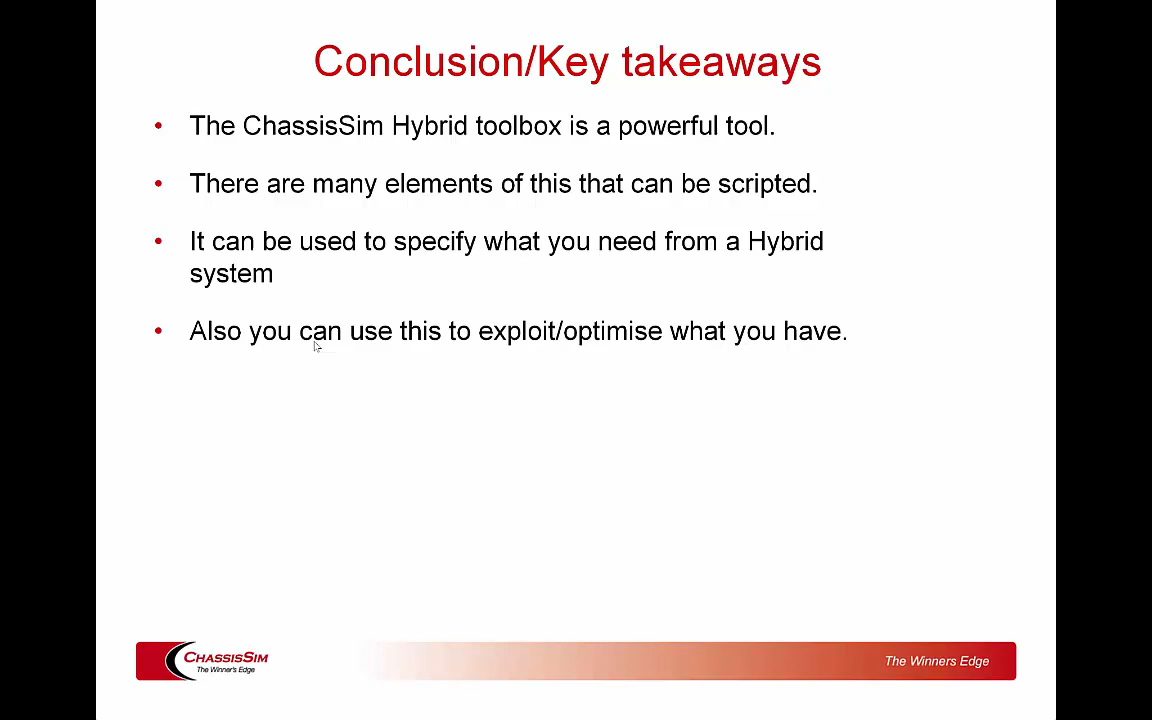 Conclusion/Key takeaways
• The ChassisSim Hybrid toolbox is a powerful tool.
• There are many elements of this that can be scripted.
• It can be used to specify what you need from a Hybrid
system
• Also you can use this to exploit/optimise what you have.
CHASSISSIM
The Winner's Edge
The Winners Edge